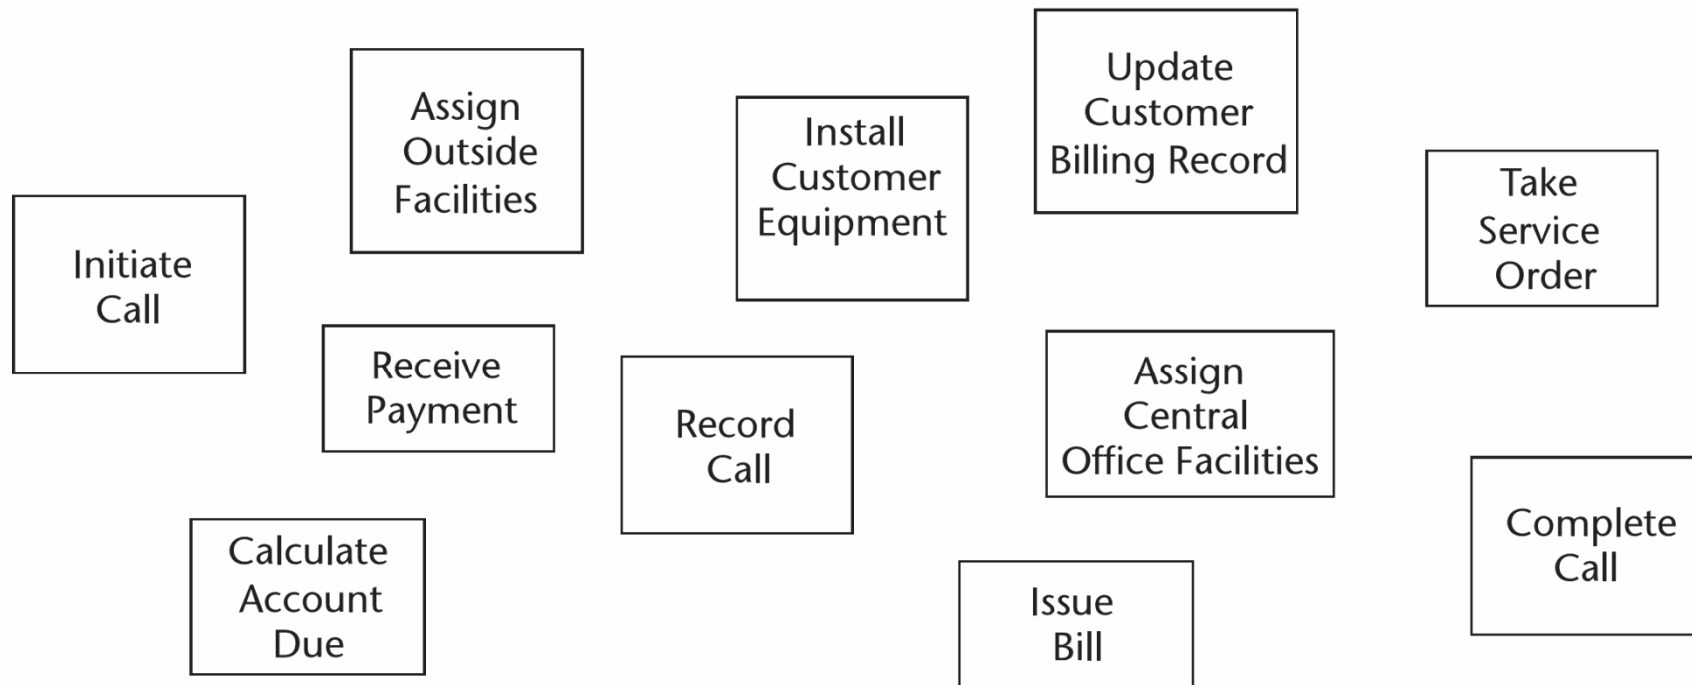 Assign
Outside
Facilities
Install
Customer
Equipment
Update
Customer
Billing Record
Take
Service
Order
Initiate
Call
Receive
Payment
Record
Call
Assign
Central
Office Facilities
Complete
Call
Calculate
Account
Due
Issue
Bill